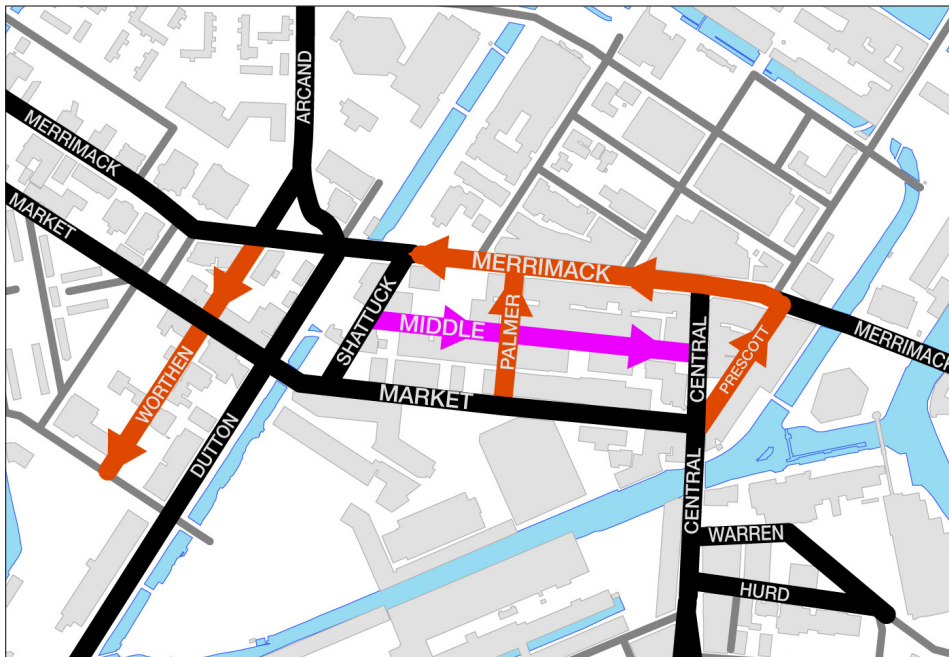 ARCAND
MERRIMACK
MARKET
MERRIMACK
SHATTUCK
MIDDLE
PALMER
CENTRAL
PRESCOTT
MERRIMACK
WORTHEN
MARKET
DUTTON
CENTRAL
WARREN
HURD